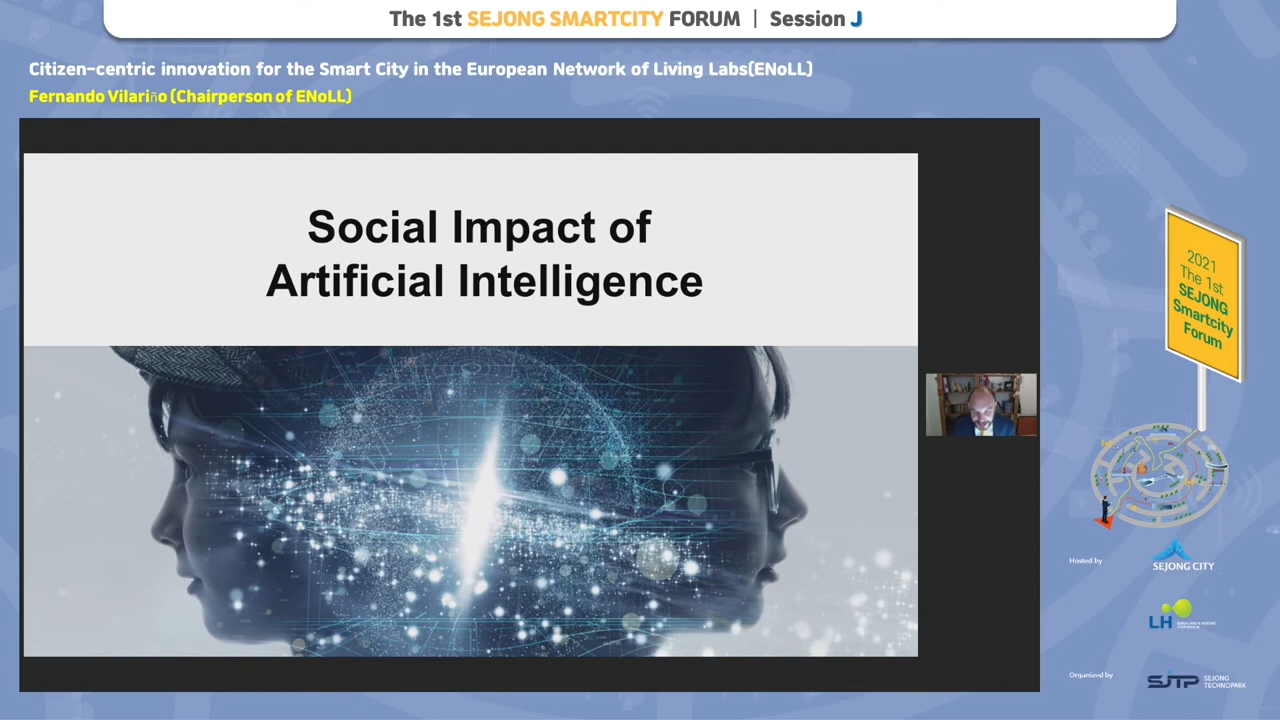 The 1st SEJONG SMARTCITY FORUM | Session J
Citizen-centric innovation for the Smart City in the European Network of Living Labs(ENoLL)
Fernando Vilariño (Chairperson of ENoLL)
Social Impact of
Artificial Intelligence
2021
The 1st
SEJONG
Smartcity
Forum
Hosted by
SEJONG CITY
LH
Organized by
SJTP SEJONG
TECHNOPARK